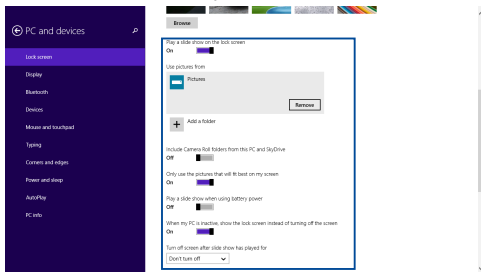 PC and devices
Lock screen
Display
Bluetooth
Devices
Mouse and touchpad
Typing
Corners and edges
Power and sleep
AutoPlay
PC info
Browse
Play a slide show on the lock screen
On
Use pictures from
Pictures
Remove
Add a folder
Include Camera Roll folders from this PC and SkyDrive
Off
Only use the pictures that will fit best on my screen
On
Play a slide show when using battery power
Off
When my PC is inactive, show the lock screen instead of turning off the screen
On
Turn off screen after slide show has played for
Don't turn off